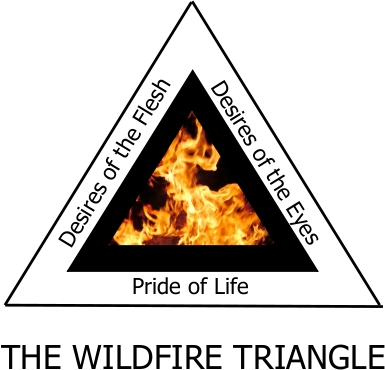 Desires of the Flesh
Desires of the Eyes
Pride of Life
THE WILDFIRE TRIANGLE